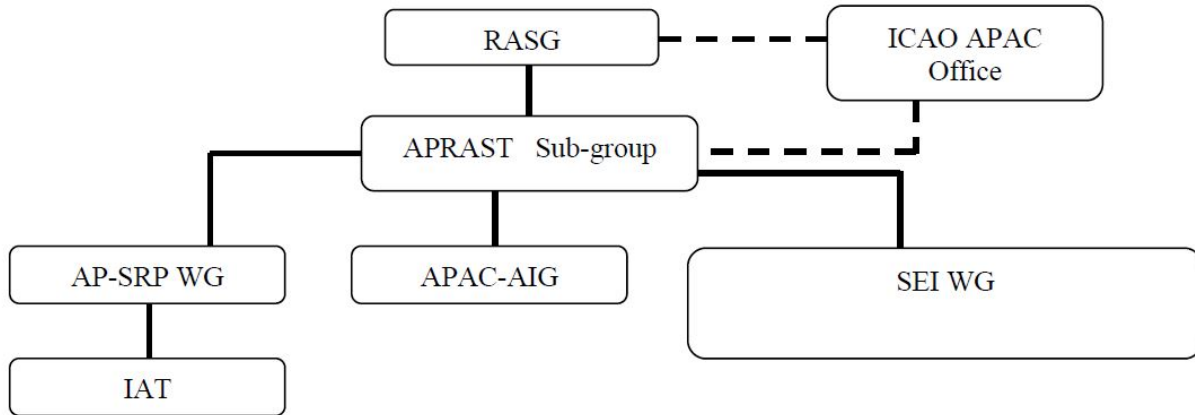 RASG
ICAO APAC
Office
APRAST Sub-group
AP-SRP WG
APAC-AIG
SEI WG
IAT